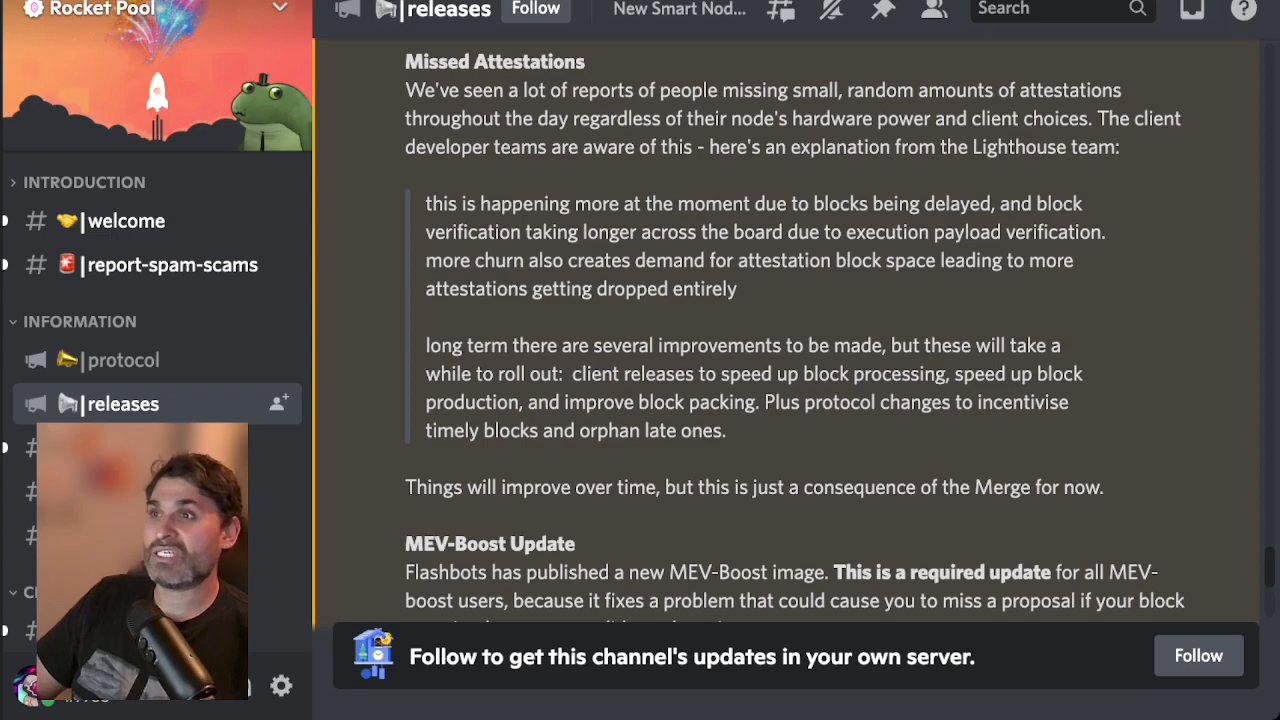 Rocket Pool
releases
Follow
New Smart Nod...
Search
INTRODUCTION
welcome
report-spam-scams
INFORMATION
protocol
releases
Missed Attestations
We've seen a lot of reports of people missing small, random amounts of attestations
throughout the day regardless of their node's hardware power and client choices. The client
developer teams are aware of this - here's an explanation from the Lighthouse team:
this is happening more at the moment due to blocks being delayed, and block
verification taking longer across the board due to execution payload verification.
more churn also creates demand for attestation block space leading to more
attestations getting dropped entirely
long term there are several improvements to be made, but these will take a
while to roll out: client releases to speed up block processing, speed up block
production, and improve block packing. Plus protocol changes to incentivise
timely blocks and orphan late ones.
Things will improve over time, but this is just a consequence of the Merge for now.
MEV-Boost Update
Flashbots has published a new MEV-Boost image. This is a required update for all MEV-
boost users, because it fixes a problem that could cause you to miss a proposal if your block
Follow to get this channel's updates in your own server.
Follow